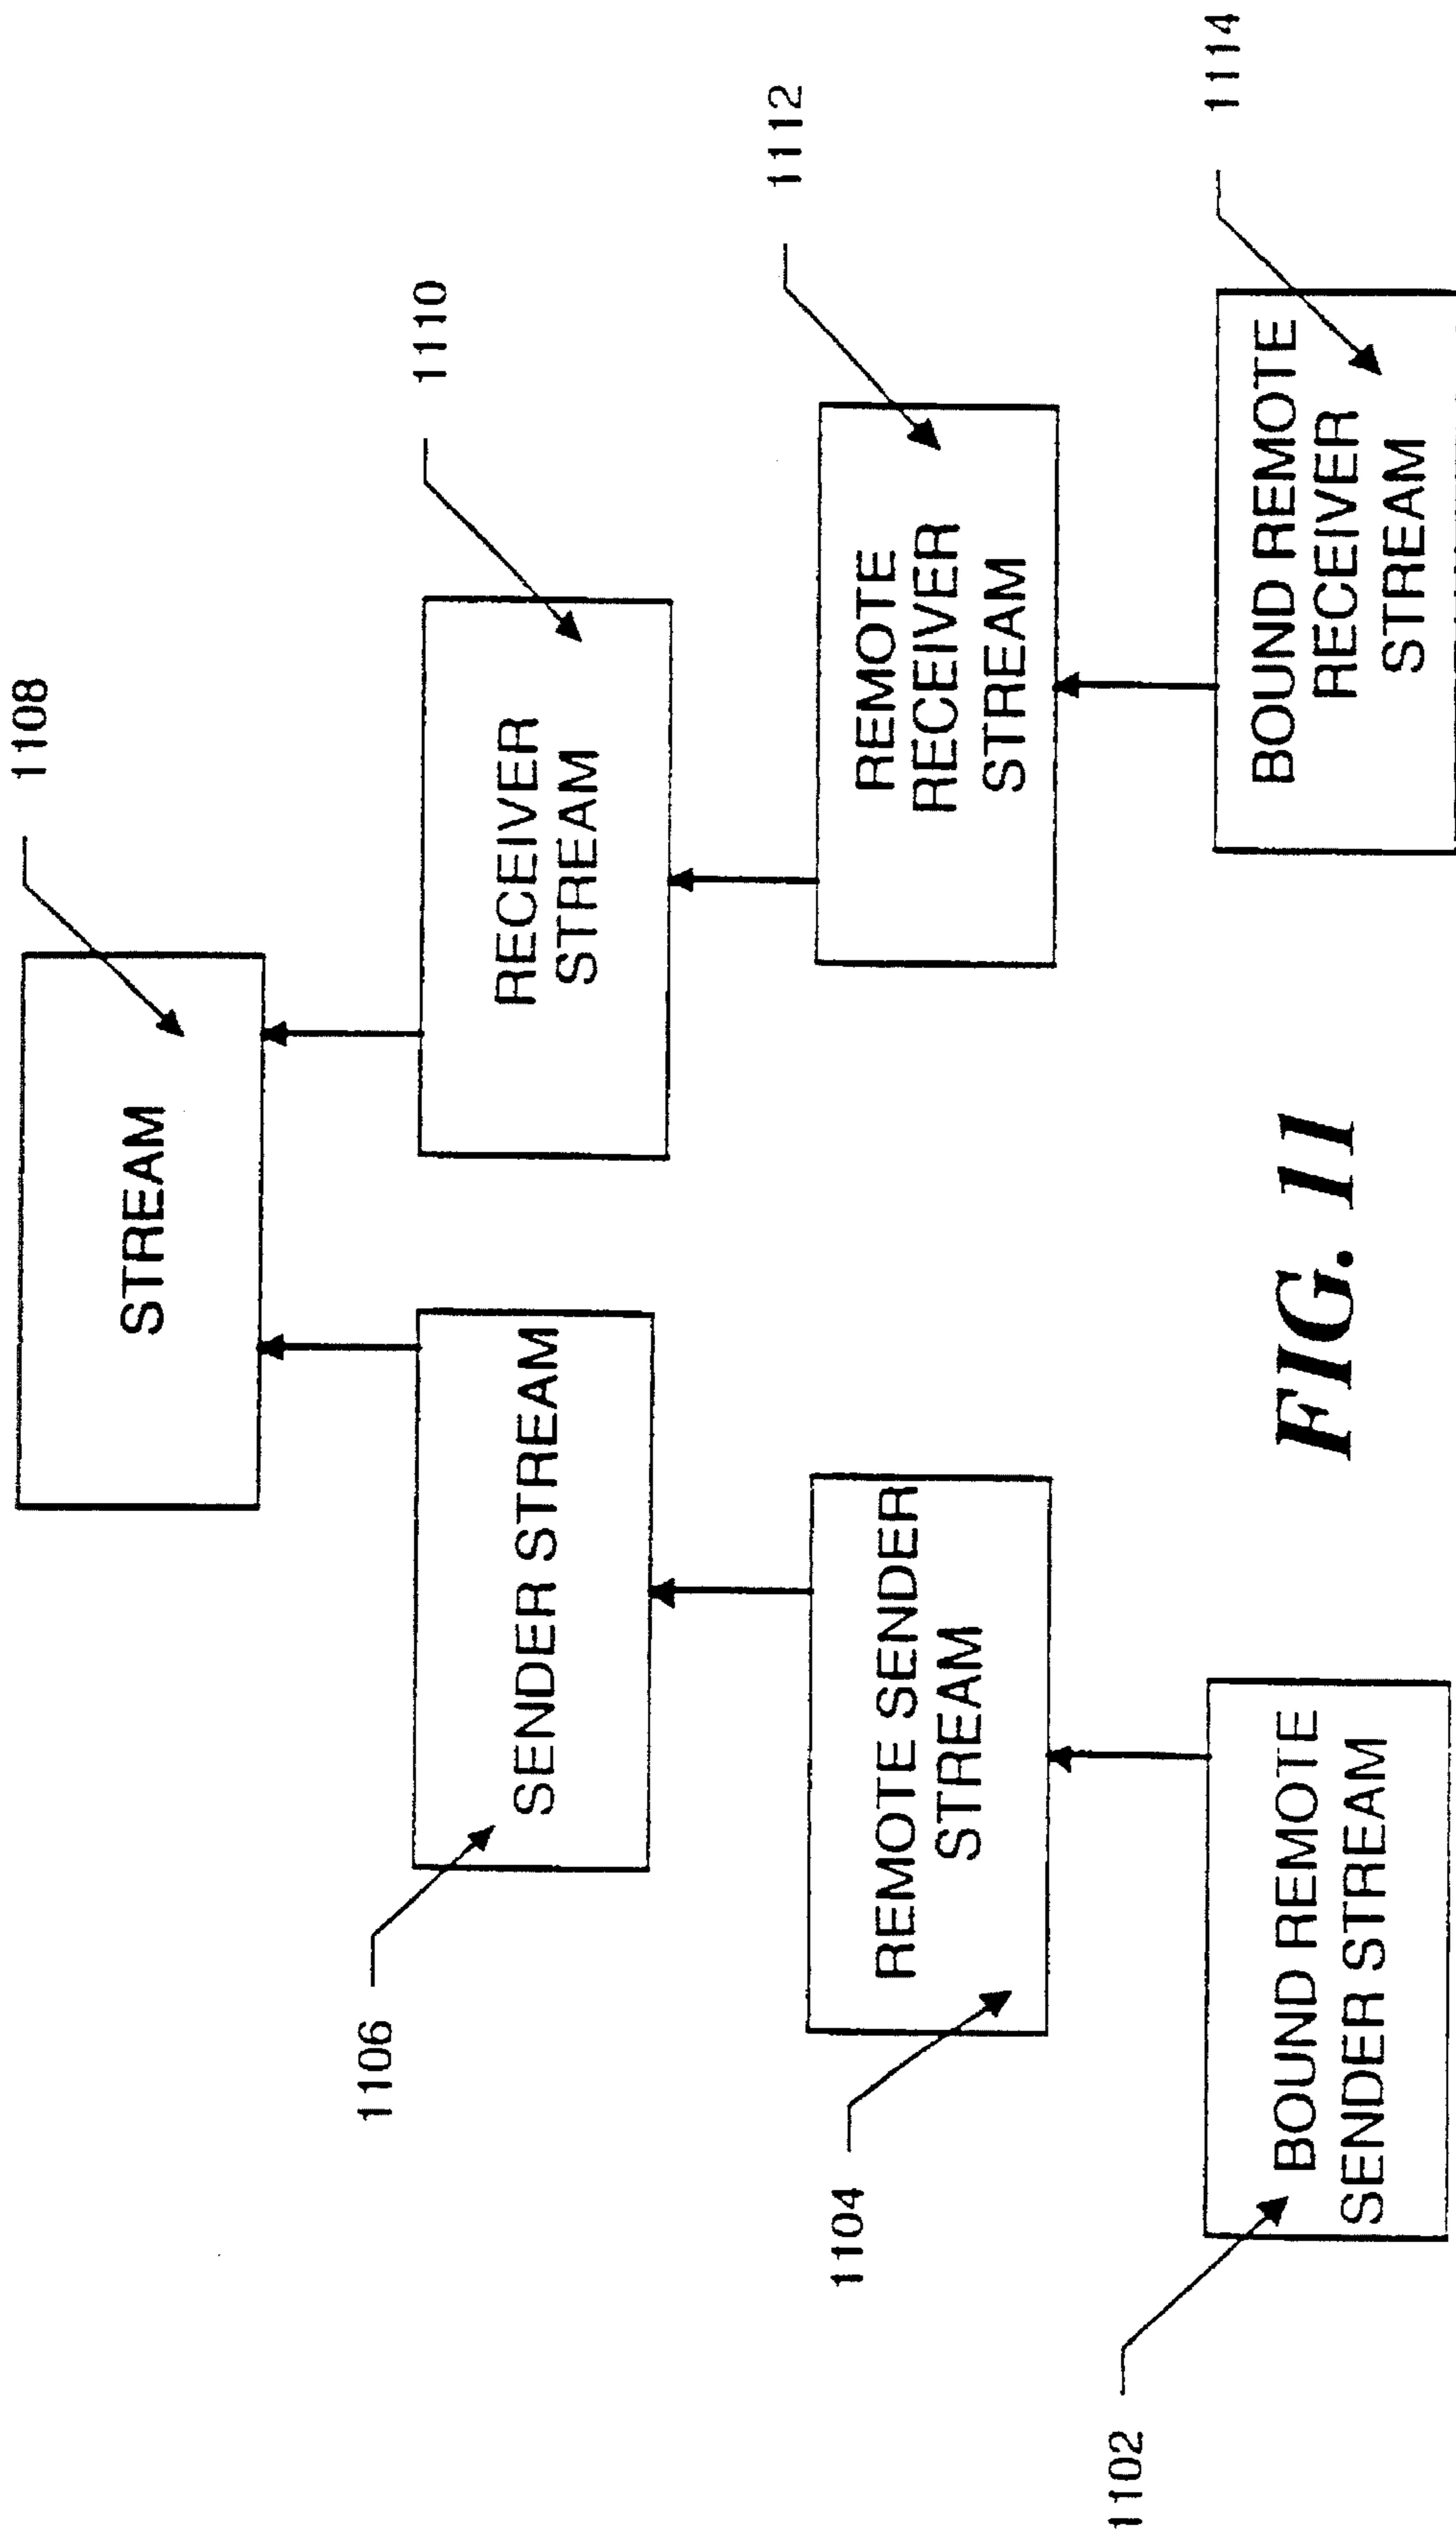 1108
STREAM
1106
SENDER STREAM
1110
RECEIVER
STREAM
1104
REMOTE SENDER
STREAM
1112
REMOTE
RECEIVER
STREAM
1102
BOUND REMOTE
SENDER STREAM
1114
BOUND REMOTE
RECEIVER
STREAM
FIG. 11